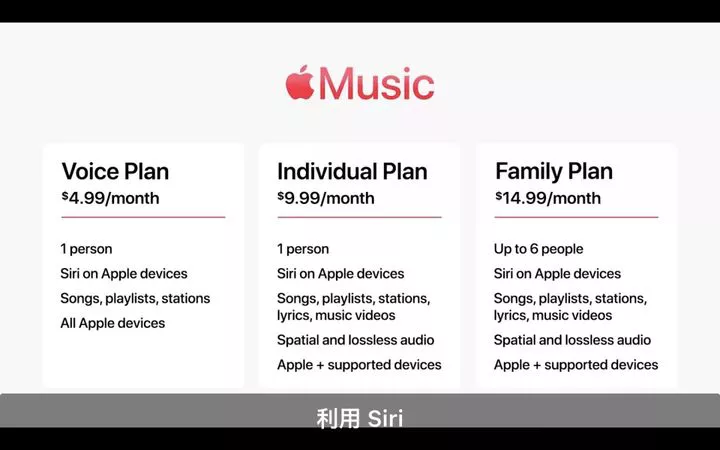 Music
Voice Plan
$4.99/month
1 person
Siri on Apple devices
Songs, playlists, stations
All Apple devices
Individual Plan
$9.99/month
1 person
Siri on Apple devices
Songs, playlists, stations,
lyrics, music videos
Spatial and lossless audio
Apple + supported devices
Family Plan
$14.99/month
Up to 6 people
Siri on Apple devices
Songs, playlists, stations,
lyrics, music videos
Spatial and lossless audio
Apple + supported devices
利用 Siri